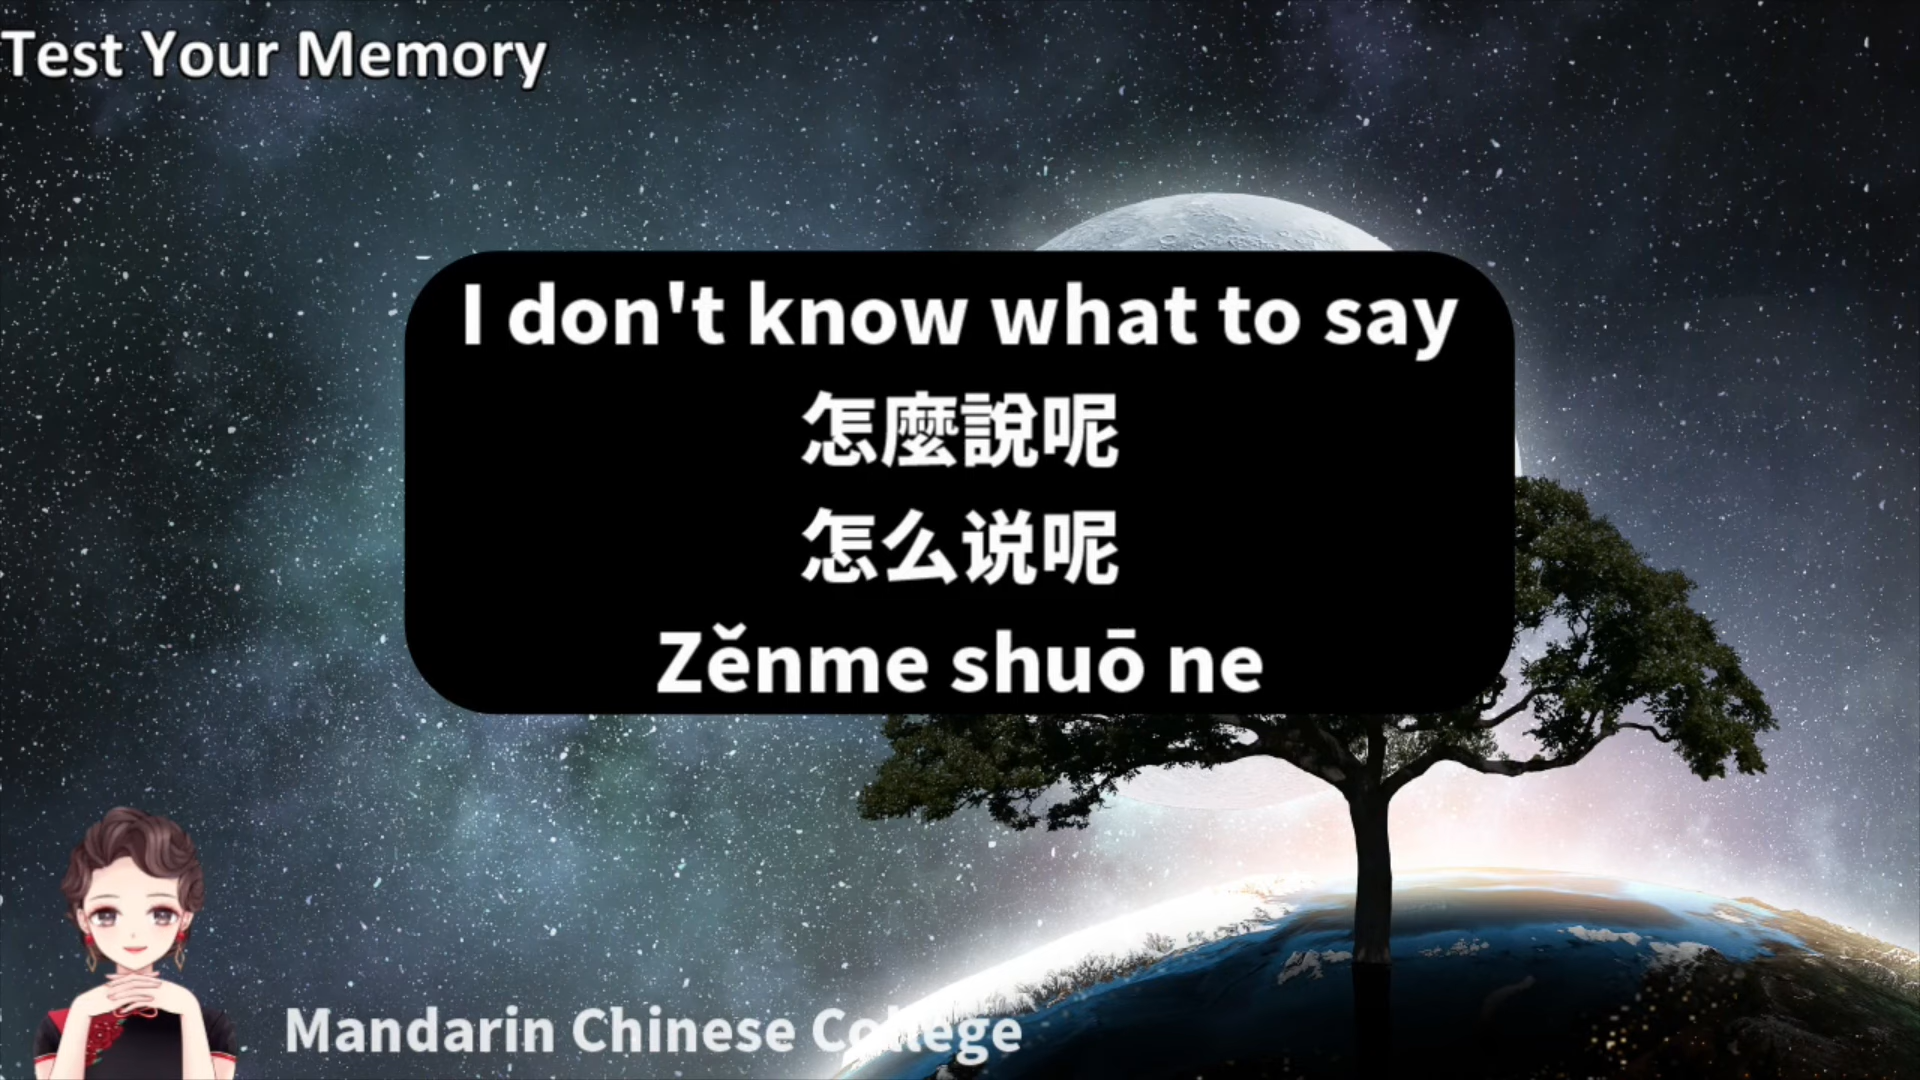 Test Your Memory
I don't know what to say
怎麼說呢
怎么说呢
Zěnme shuō ne
Mandarin Chinese College